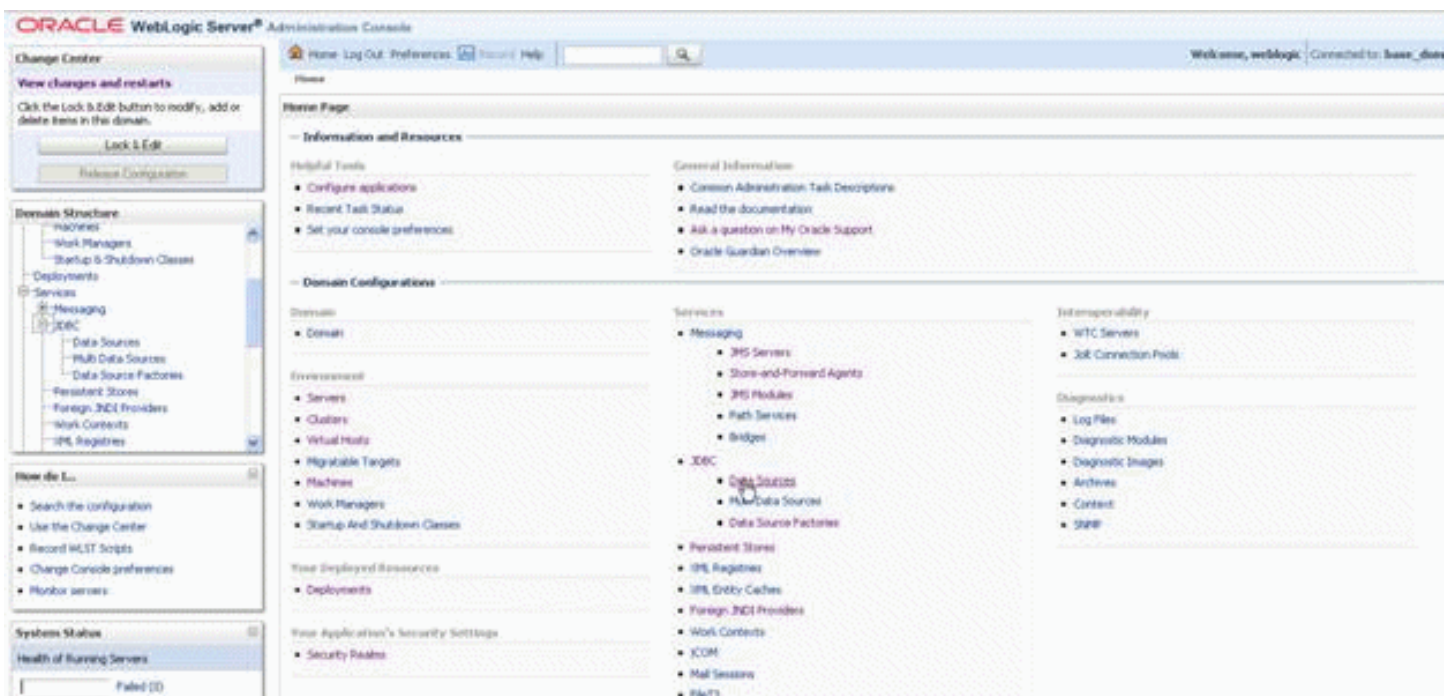 ORACLE WebLogic Server® Administration Console
Change Center
View changes and restarts
Click the Lock & Edit button to modify, add or
delete items in this domain.
Lock & Edit
Release Configuration
Domain Structure
Machines
Work Managers
Startup & Shutdown Classes
Deployments
Services
Messaging
JDBC
Data Sources
Multi Data Sources
Data Source Factories
Persistent Stores
Foreign JNDI Providers
Work Contexts
XML Registries
How do I...
Search the configuration
Use the Change Center
Record WLST Scripts
Change Console preferences
Monitor servers
System Status
Health of Running Servers
Failed (0)
Home Log Out Preferences Record Help
Welcome, weblogic Connected to: base_dom
Home
Home Page
Information and Resources
Helpful Tools
Configure applications
Recent Task Status
Set your console preferences
General Information
Common Administration Task Descriptions
Read the documentation
Ask a question on My Oracle Support
Oracle Guardian Overview
Domain Configurations
Domain
Domain
Environment
Servers
Clusters
Virtual Hosts
Migratable Targets
Machines
Work Managers
Startup And Shutdown Classes
Your Deployed Resources
Deployments
Your Application's Security Settings
Security Realms
Services
Messaging
JMS Servers
Store-and-Forward Agents
JMS Modules
Path Services
Bridges
JDBC
Data Sources
Multi Data Sources
Data Source Factories
Persistent Stores
XML Registries
XML Entity Caches
Foreign JNDI Providers
Work Contexts
jCOM
Mail Sessions
FileT3
Interoperability
WTC Servers
Jolt Connection Pools
Diagnostics
Log Files
Diagnostic Modules
Diagnostic Images
Archives
Context
SNMP